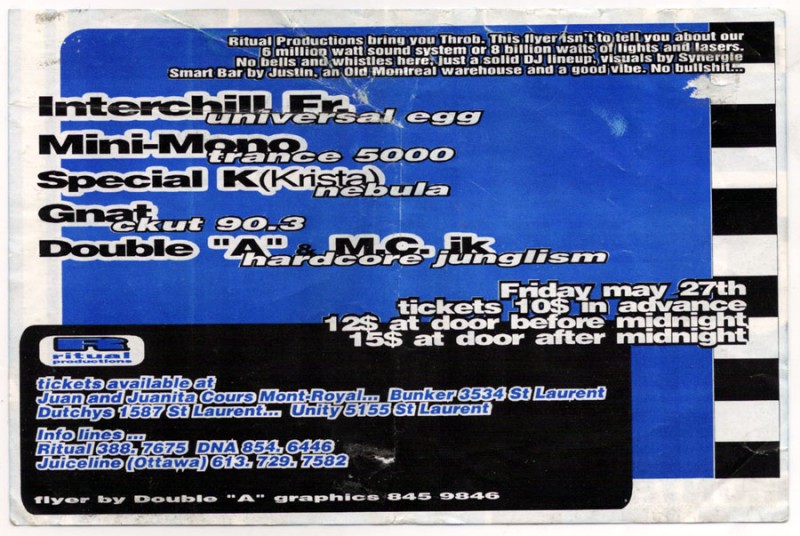 Ritual Productions bring you Throb. This flyer isn't to tell you about our
6 million watt sound system or 8 billion watts of lights and lasers.
No bells and whistles here, just a solid DJ lineup, visuals by Synergie
Smart Bar by Justin, an Old Montreal warehouse and a good vibe. No bullshit...
Interchill Fr.
universal egg
Mini-Mono
trance 5000
Special K(Krista)
nebula
Gnat
ckut 90.3
Double "A" & M.C. jk
hardcore junglism
Friday may 27th
tickets 10$ in advance
12$ at door before midnight
15$ at door after midnight
ritual
productions
tickets available at
Juan and Juanita Cours Mont-Royal... Bunker 3534 St Laurent
Dutchys 1587 St Laurent... Unity 5155 St Laurent
Info lines ...
Ritual 388. 7675 DNA 854. 6446
Juiceline (Ottawa) 613. 729. 7582
flyer by Double "A" graphics 845 9846